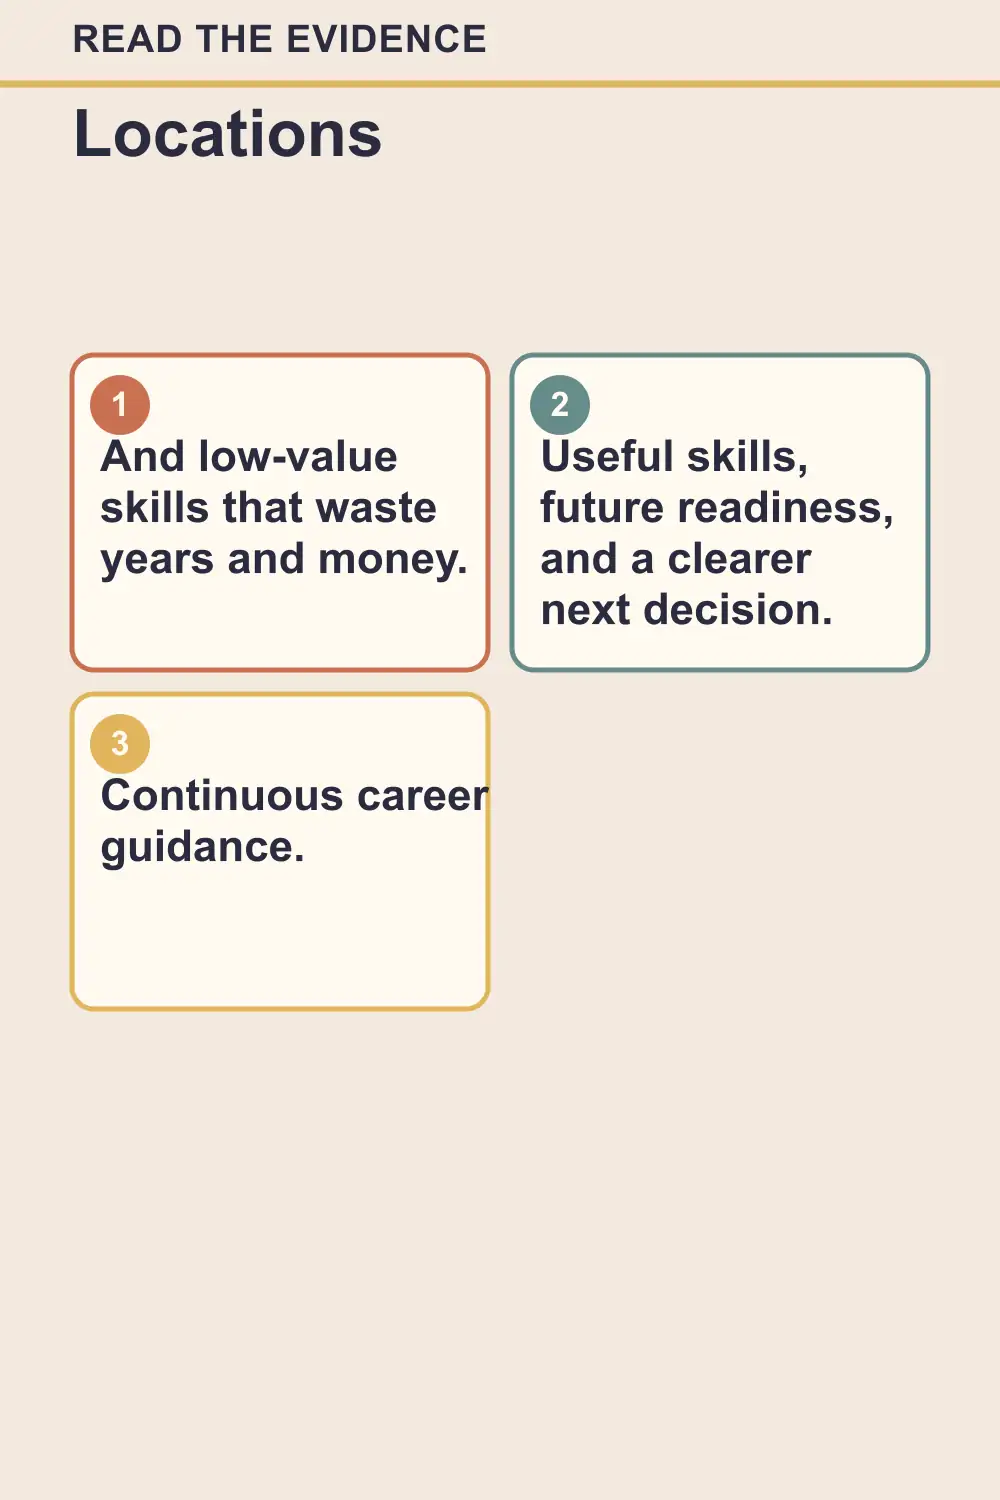 READ THE EVIDENCE
Locations
1
And low-value
skills that waste
years and money.
2
Useful skills,
future readiness,
and a clearer
next decision.
3
Continuous career
guidance.